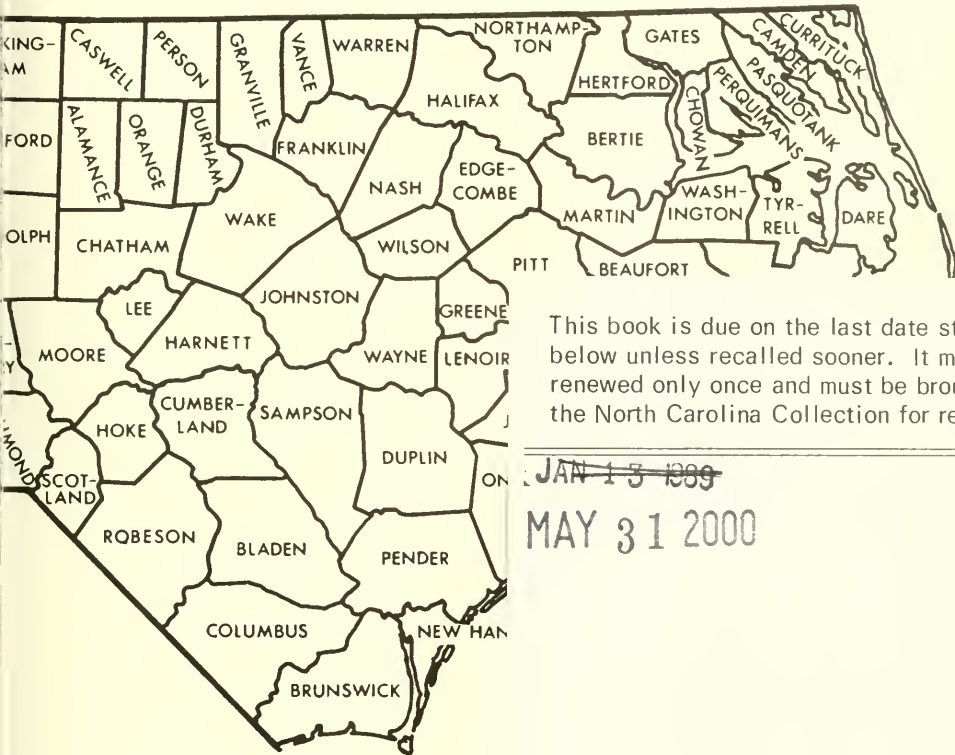 KING-
AM
CASWELL
PERSON
GRANVILLE
VANCE
WARREN
NORTHAMP-
TON
GATES
CAMDEN
CURRITUCK
PASQUOTANK
PERQUIMANS
HERTFORD
CHOWAN
HALIFAX
BERTIE
FORD
ALAMANCE
ORANGE
DURHAM
FRANKLIN
NASH
EDGE-
COMBE
MARTIN
WASH-
INGTON
TYR-
RELL
DARE
OLPH
CHATHAM
WAKE
WILSON
PITT
BEAUFORT
LEE
JOHNSTON
GREENE
Y
MOORE
HARNETT
WAYNE
LENOIR
J
MOND
HOKE
CUMBER-
LAND
SAMPSON
DUPLIN
ON
SCOT-
LAND
ROBESON
BLADEN
PENDER
COLUMBUS
NEW HAN
BRUNSWICK
This book is due on the last date st
below unless recalled sooner. It m
renewed only once and must be bro
the North Carolina Collection for re
JAN 13 1989
MAY 31 2000